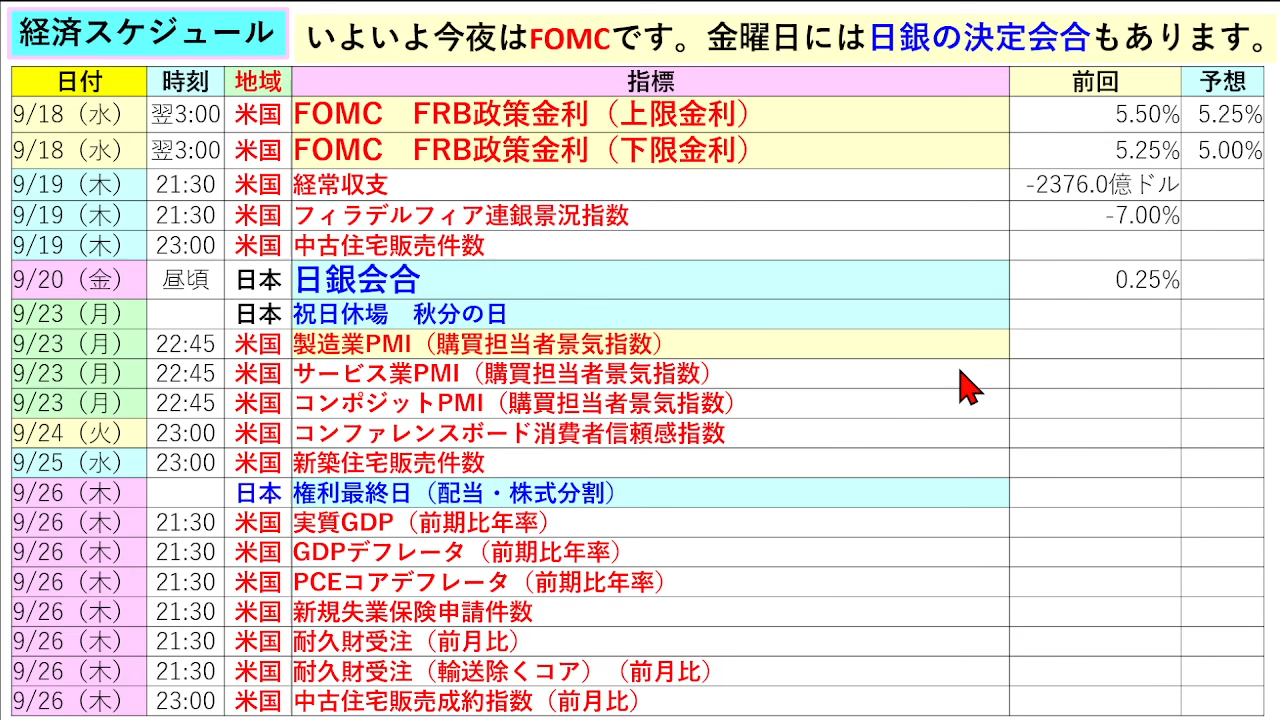 経済スケジュール
いよいよ今夜はFOMCです。金曜日には日銀の決定会合もあります。
日付 時刻 地域 指標 前回 予想
9/18（水） 翌3:00 米国 FOMC　FRB政策金利（上限金利） 5.50% 5.25%
9/18（水） 翌3:00 米国 FOMC　FRB政策金利（下限金利） 5.25% 5.00%
9/19（木） 21:30 米国 経常収支 -2376.0億ドル
9/19（木） 21:30 米国 フィラデルフィア連銀景況指数 -7.00%
9/19（木） 23:00 米国 中古住宅販売件数
9/20（金） 昼頃 日本 日銀会合 0.25%
9/23（月） 日本 祝日休場　秋分の日
9/23（月） 22:45 米国 製造業PMI（購買担当者景気指数）
9/23（月） 22:45 米国 サービス業PMI（購買担当者景気指数）
9/23（月） 22:45 米国 コンポジットPMI（購買担当者景気指数）
9/24（火） 23:00 米国 コンファレンスボード消費者信頼感指数
9/25（水） 23:00 米国 新築住宅販売件数
9/26（木） 日本 権利最終日（配当・株式分割）
9/26（木） 21:30 米国 実質GDP（前期比年率）
9/26（木） 21:30 米国 GDPデフレータ（前期比年率）
9/26（木） 21:30 米国 PCEコアデフレータ（前期比年率）
9/26（木） 21:30 米国 新規失業保険申請件数
9/26（木） 21:30 米国 耐久財受注（前月比）
9/26（木） 21:30 米国 耐久財受注（輸送除くコア）（前月比）
9/26（木） 23:00 米国 中古住宅販売成約指数（前月比）